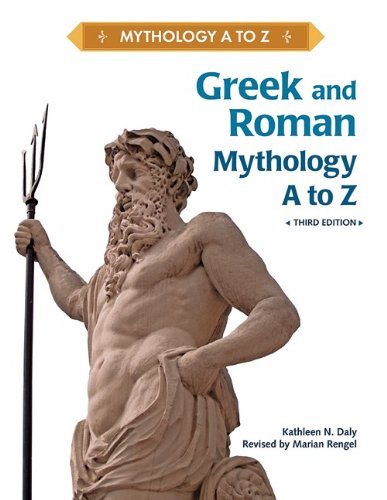 MYTHOLOGY A TO Z
Greek and
Roman
Mythology
A to Z
THIRD EDITION
Kathleen N. Daly
Revised by Marian Rengel